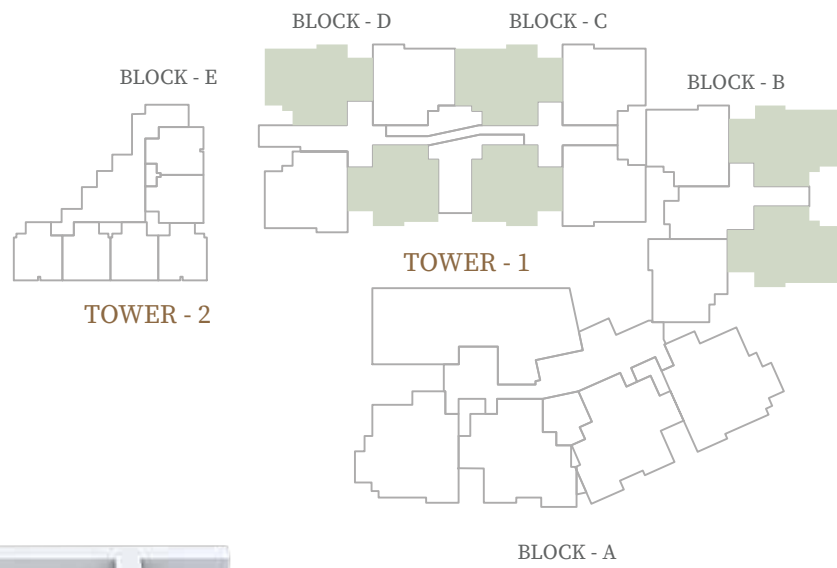 BLOCK - D
BLOCK - C
BLOCK - E
BLOCK - B
TOWER - 1
TOWER - 2
BLOCK - A